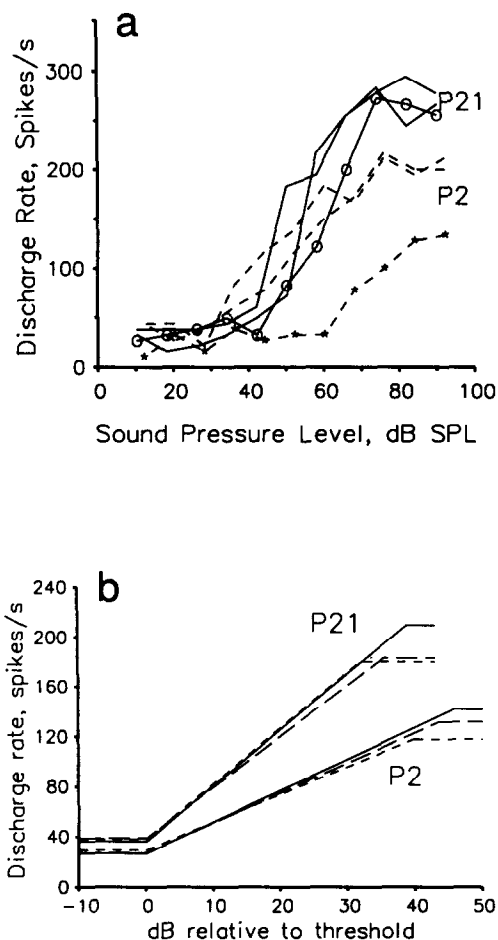 a
Discharge Rate, Spikes/s
300
200
100
0
P21
P2
0 20 40 60 80 100
Sound Pressure Level, dB SPL
b
Discharge rate, spikes/s
240
200
160
120
80
40
0
P21
P2
-10 0 10 20 30 40 50
dB relative to threshold